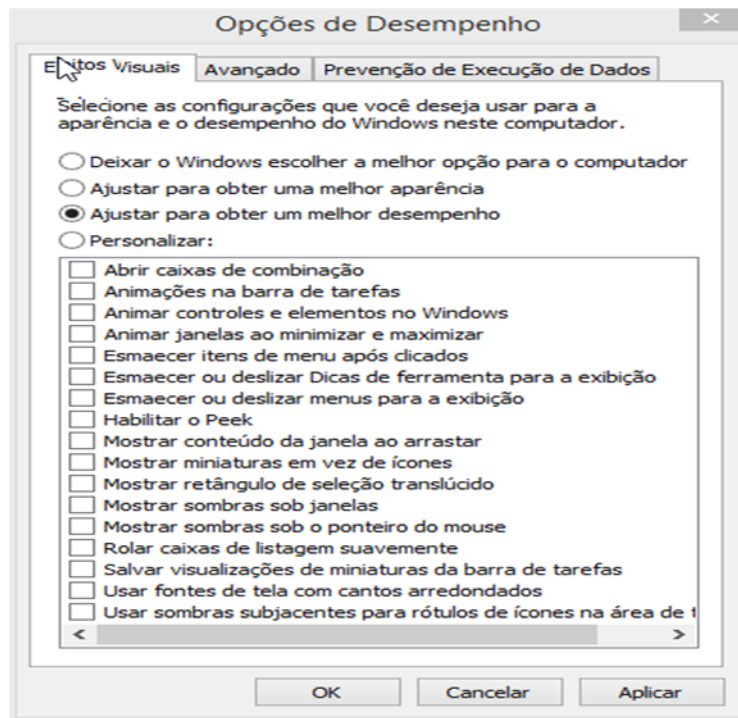 Opções de Desempenho
Efeitos Visuais
Avançado
Prevenção de Execução de Dados
Selecione as configurações que você deseja usar para a
aparência e o desempenho do Windows neste computador.
Deixar o Windows escolher a melhor opção para o computador
Ajustar para obter uma melhor aparência
Ajustar para obter um melhor desempenho
Personalizar:
Abrir caixas de combinação
Animações na barra de tarefas
Animar controles e elementos no Windows
Animar janelas ao minimizar e maximizar
Esmaecer itens de menu após clicados
Esmaecer ou deslizar Dicas de ferramenta para a exibição
Esmaecer ou deslizar menus para a exibição
Habilitar o Peek
Mostrar conteúdo da janela ao arrastar
Mostrar miniaturas em vez de ícones
Mostrar retângulo de seleção translúcido
Mostrar sombras sob janelas
Mostrar sombras sob o ponteiro do mouse
Rolar caixas de listagem suavemente
Salvar visualizações de miniaturas da barra de tarefas
Usar fontes de tela com cantos arredondados
Usar sombras subjacentes para rótulos de ícones na área de
OK
Cancelar
Aplicar